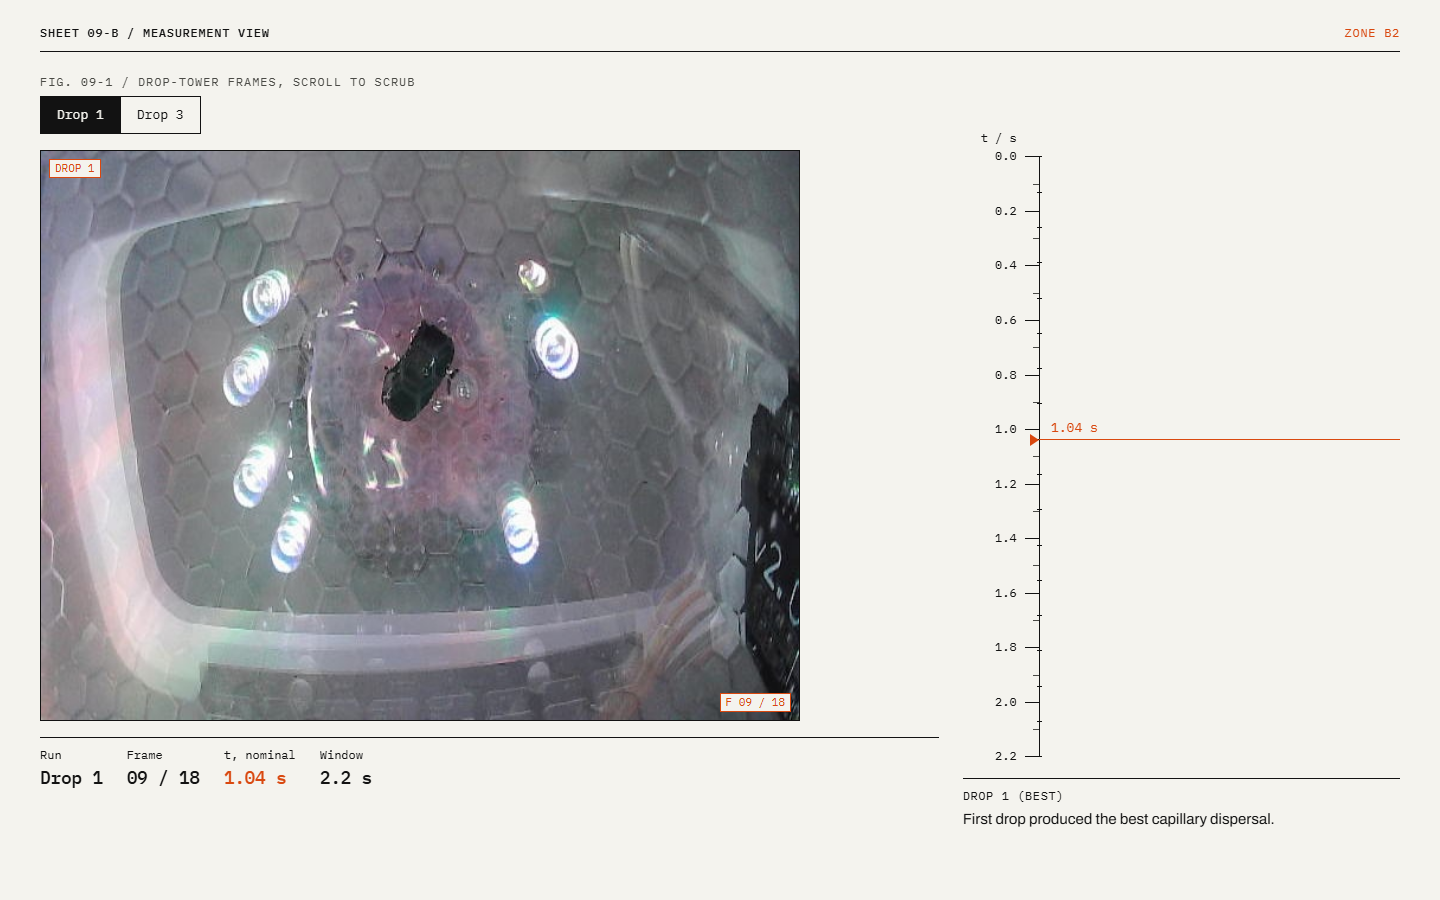 SHEET 09-B / MEASUREMENT VIEW
ZONE B2
FIG. 09-1 / DROP-TOWER FRAMES, SCROLL TO SCRUB
Drop 1
Drop 3
DROP 1
F 09 / 18
t / s
0.0
0.2
0.4
0.6
0.8
1.0
1.04 s
1.2
1.4
1.6
1.8
2.0
2.2
Run
Frame
t, nominal
Window
Drop 1
09 / 18
1.04 s
2.2 s
DROP 1 (BEST)
First drop produced the best capillary dispersal.